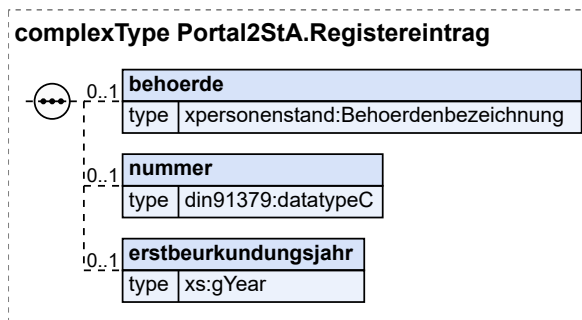 complexType Portal2StA.Registereintrag
0..1 behoerde
type xpersonenstand:Behoerdenbezeichnung
0..1 nummer
type din91379:datatypeC
0..1 erstbeurkundungsjahr
type xs:gYear